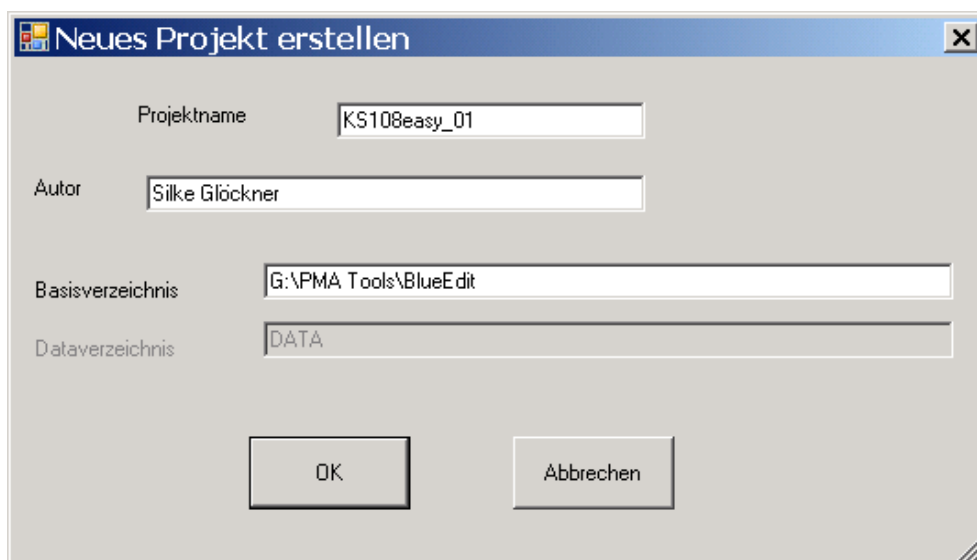 Neues Projekt erstellen
Projektname KS108easy_01
Autor Silke Glöckner
Basisverzeichnis G:\PMA Tools\BlueEdit
Dataverzeichnis DATA
OK Abbrechen